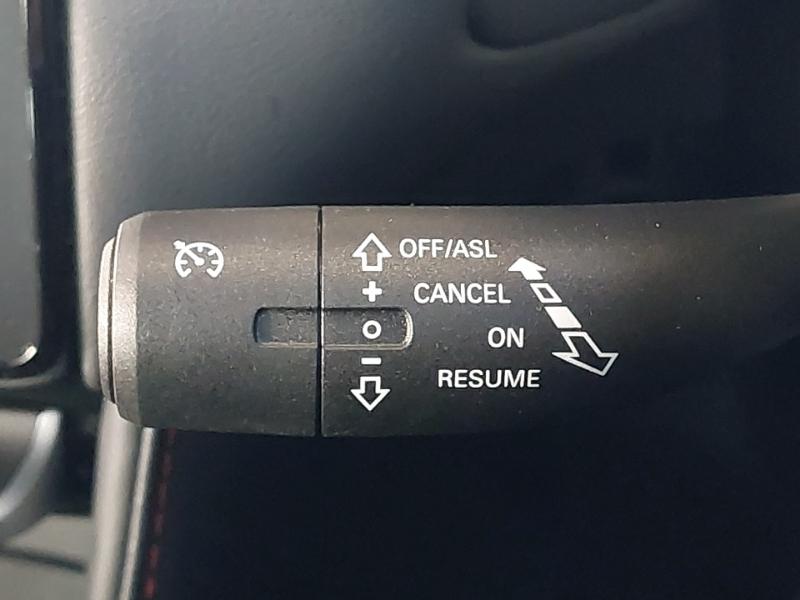 OFF/ASL
+ CANCEL
O ON
−
RESUME